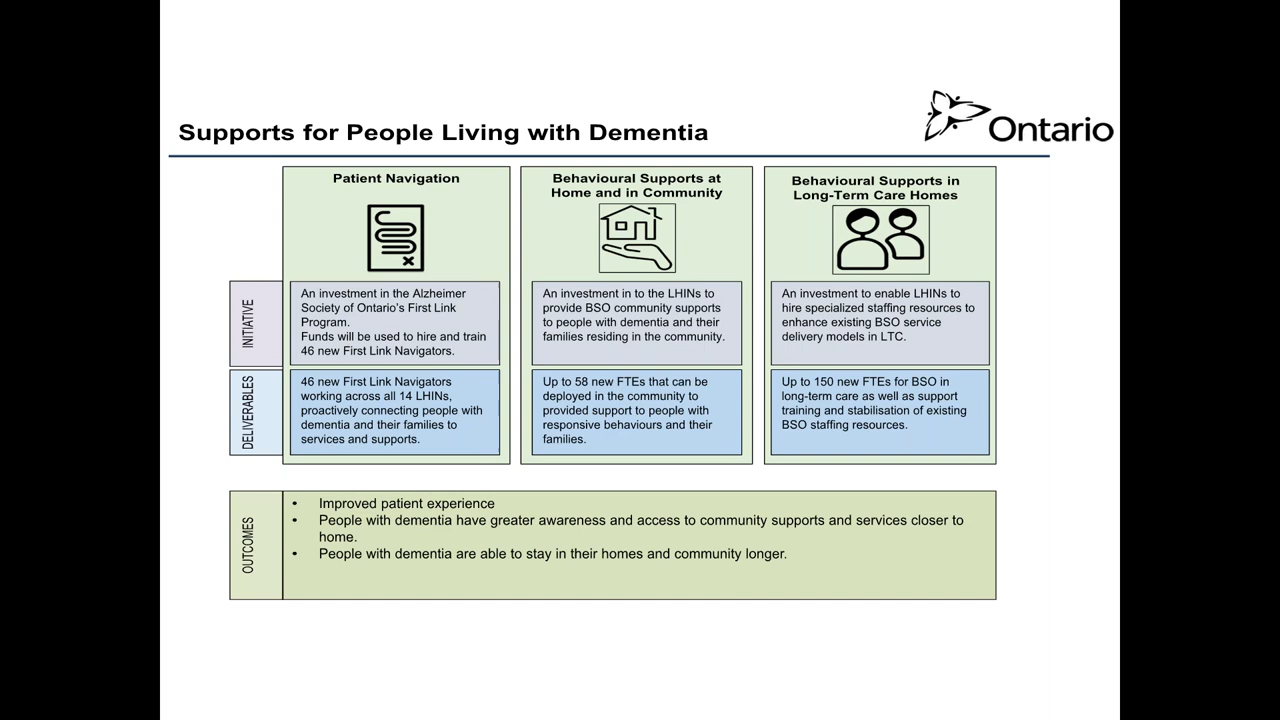 Supports for People Living with Dementia
Ontario
Patient Navigation
Behavioural Supports at
Home and in Community
Behavioural Supports in
Long-Term Care Homes
INITIATIVE
An investment in the Alzheimer
Society of Ontario's First Link
Program.
Funds will be used to hire and train
46 new First Link Navigators.
An investment in to the LHINs to
provide BSO community supports
to people with dementia and their
families residing in the community.
An investment to enable LHINs to
hire specialized staffing resources to
enhance existing BSO service
delivery models in LTC.
DELIVERABLES
46 new First Link Navigators
working across all 14 LHINs,
proactively connecting people with
dementia and their families to
services and supports.
Up to 58 new FTEs that can be
deployed in the community to
provided support to people with
responsive behaviours and their
families.
Up to 150 new FTEs for BSO in
long-term care as well as support
training and stabilisation of existing
BSO staffing resources.
OUTCOMES
• Improved patient experience
• People with dementia have greater awareness and access to community supports and services closer to
home.
• People with dementia are able to stay in their homes and community longer.